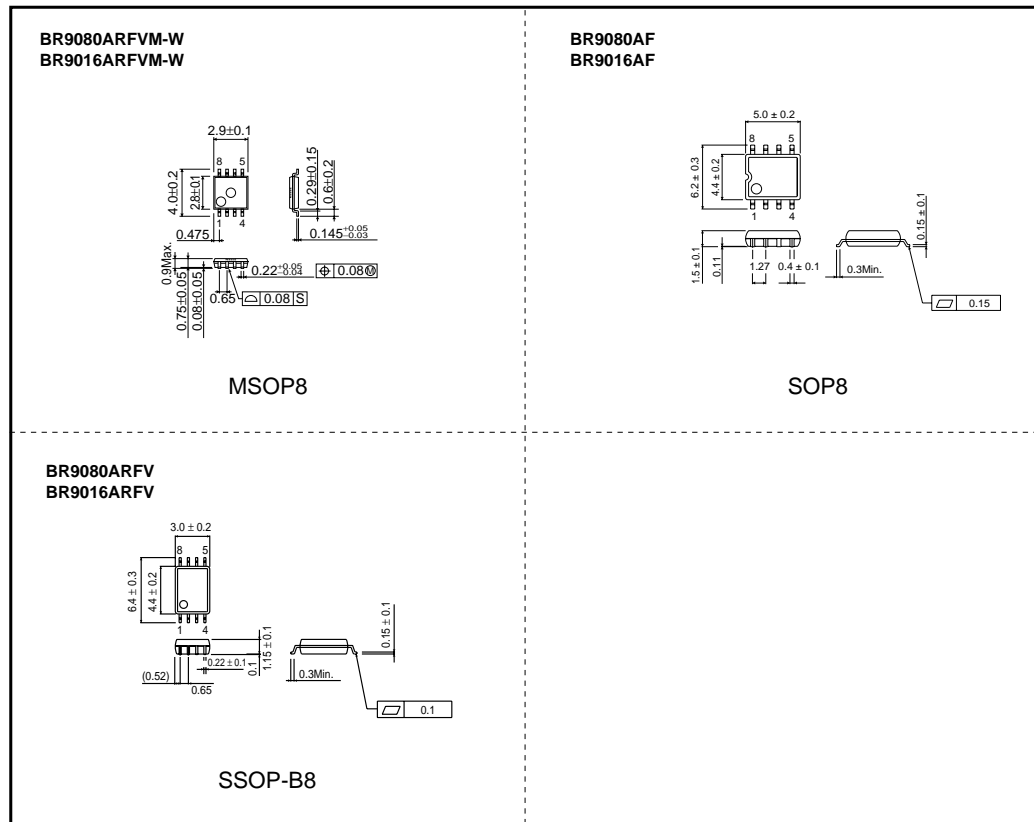 BR9080ARFVM-W
BR9016ARFVM-W
2.9±0.1
8 5
4.0±0.2
2.8±0.1
1 4
0.29±0.15
0.6±0.2
0.475
0.145+0.05−0.03
0.9Max.
0.75±0.05
0.08±0.05
0.22+0.05−0.04
⌖ 0.08Ⓜ
0.65
⌓ 0.08 S
MSOP8
BR9080AF
BR9016AF
5.0 ± 0.2
8 5
6.2 ± 0.3
4.4 ± 0.2
1 4
1.5 ± 0.1
0.11
1.27
0.4 ± 0.1
0.3Min.
0.15 ± 0.1
▱ 0.15
SOP8
BR9080ARFV
BR9016ARFV
3.0 ± 0.2
8 5
6.4 ± 0.3
4.4 ± 0.2
1 4
1.15 ± 0.1
0.1
0.22 ± 0.1
(0.52)
0.65
0.3Min.
0.15 ± 0.1
▱ 0.1
SSOP-B8